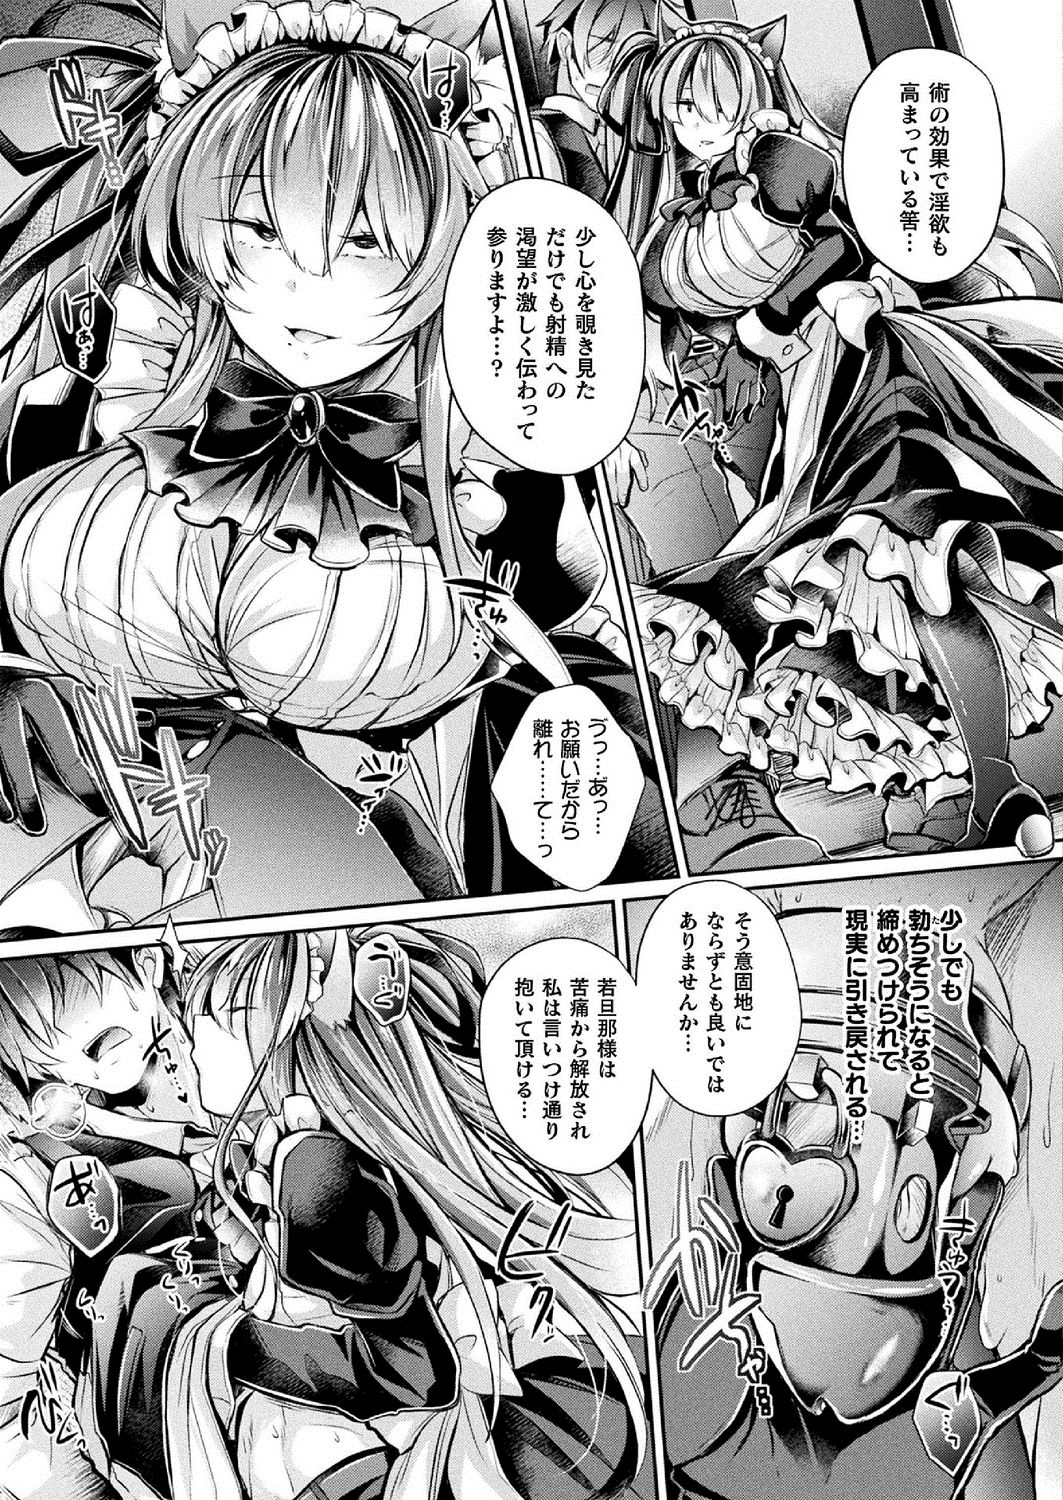 術の効果で淫欲も
高まっている筈…
少し心を覗き見た
だけでも射精への
渇望が激しく伝わって
参りますよ…？
はっ…
はぁっ…
ゔっ…あっ…
お願いだから
離れ……て…っ
少しでも
勃ちそうになると
締めつけられて
現実に引き戻される…
そう意固地に
ならずとも良いでは
ありませんか…
若旦那様は
苦痛から解放され
私は言いつけ通り
抱いて頂ける…
あ…っ